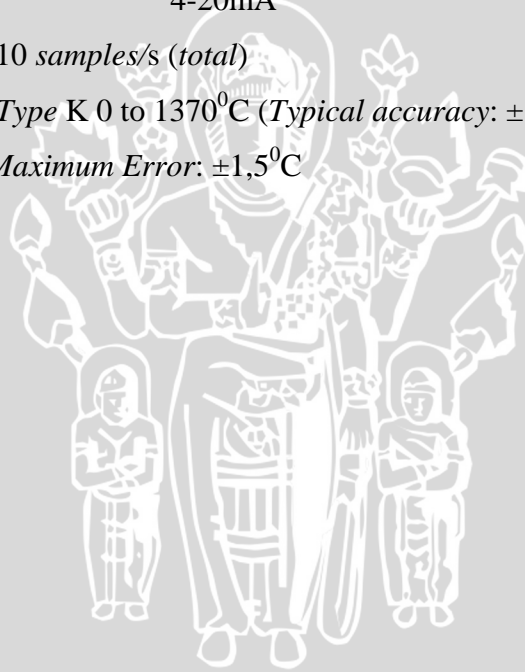 4-20mA
10 samples/s (total)
Type K 0 to 1370⁰C (Typical accuracy: ±
Maximum Error: ±1,5⁰C